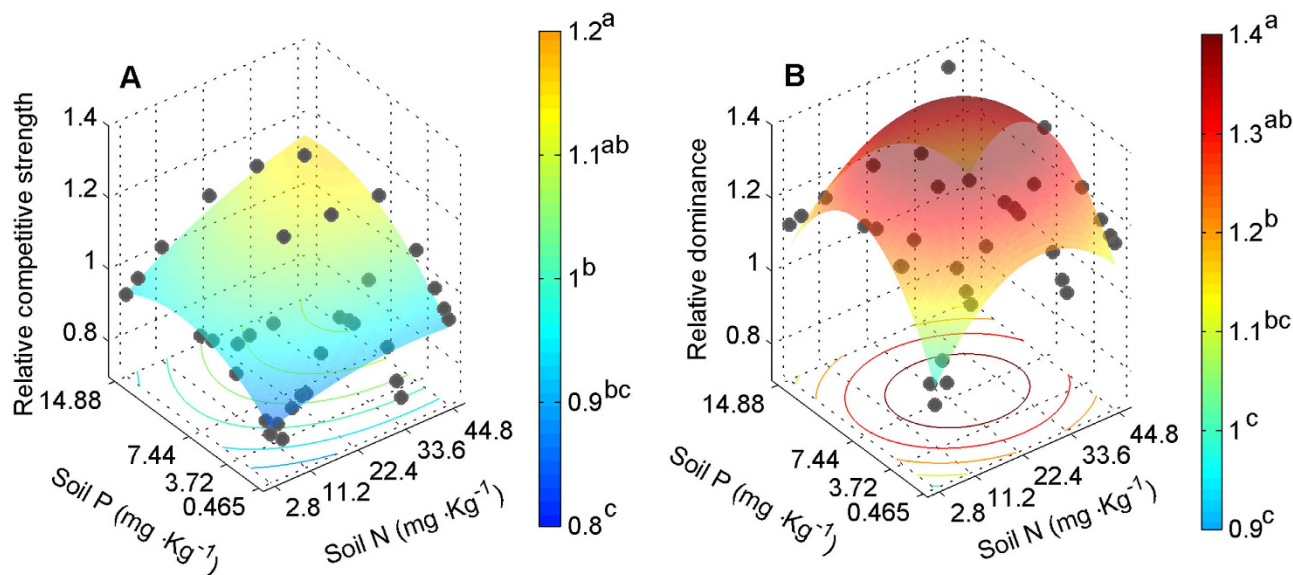 A
Relative competitive strength
1.4
1.2
1
0.8
14.88
7.44
3.72
0.465
Soil P (mg ·Kg⁻¹)
2.8
11.2
22.4
33.6
44.8
Soil N (mg ·Kg⁻¹)
1.2ᵃ
1.1ᵃᵇ
1ᵇ
0.9ᵇᶜ
0.8ᶜ
B
Relative dominance
1.4
1.2
1
0.8
14.88
7.44
3.72
0.465
Soil P (mg ·Kg⁻¹)
2.8
11.2
22.4
33.6
44.8
Soil N (mg ·Kg⁻¹)
1.4ᵃ
1.3ᵃᵇ
1.2ᵇ
1.1ᵇᶜ
1ᶜ
0.9ᶜ